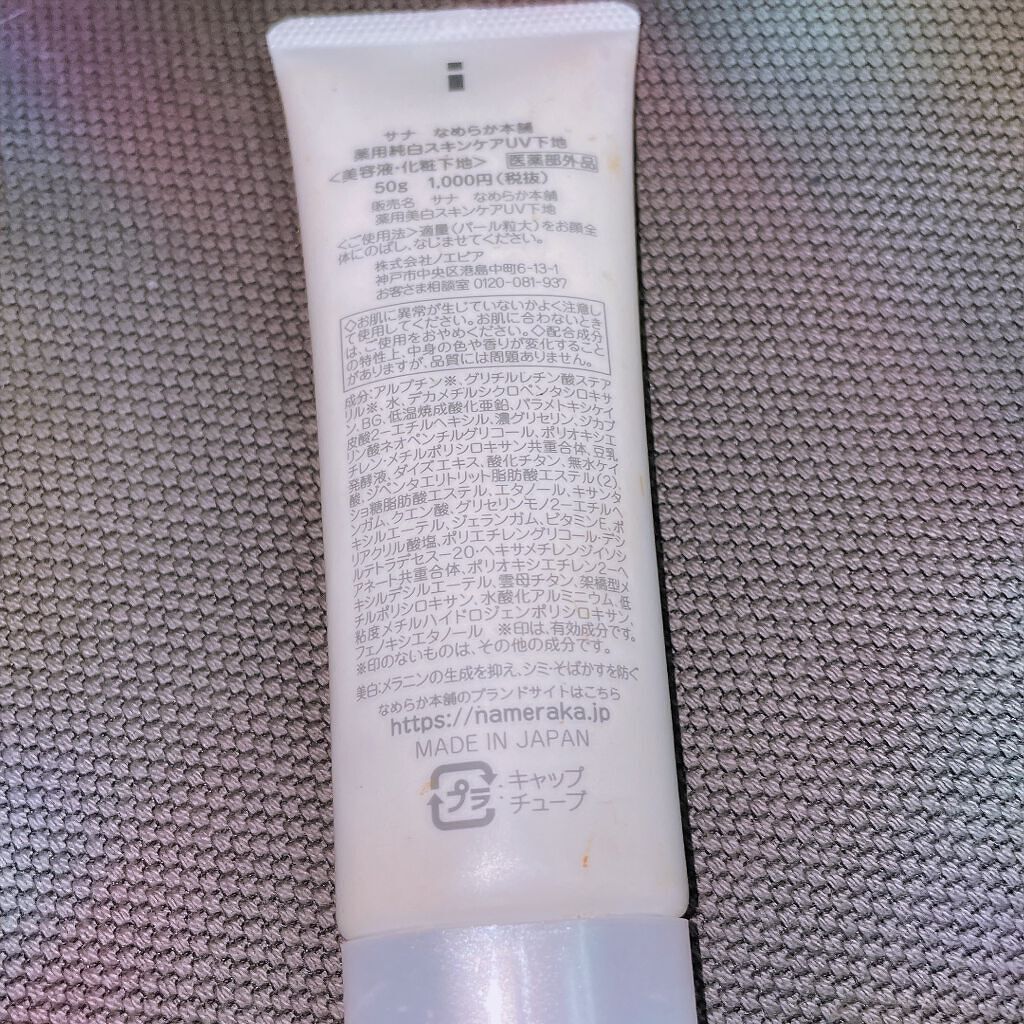 サナ なめらか本舗
薬用純白スキンケアUV下地
<美容液・化粧下地> 医薬部外品
50g 1,000円(税抜)
販売名 サナ なめらか本舗
薬用美白スキンケアUV下地
<ご使用法>適量(パール粒大)をお顔全
体にのばし、なじませてください。
株式会社ノエビア
神戸市中央区港島中町6-13-1
お客さま相談室 0120-081-937
◇お肌に異常が生じていないかよく注意し
て使用してください。お肌に合わないとき
は、ご使用をおやめください。◇配合成分
の特性上、中身の色や香りが変化すること
がありますが、品質には問題ありません。
成分:アルブチン※、グリチルレチン酸ステア
リル※、水、デカメチルシクロペンタシロキサ
ン、BG、低温焼成酸化亜鉛、パラメトキシケイ
皮酸2-エチルヘキシル、濃グリセリン、ジカプ
リン酸ネオペンチルグリコール、ポリオキシエ
チレン、メチルポリシロキサン共重合体、豆乳
発酵液、ダイズエキス、酸化チタン、無水ケイ
酸、ジペンタエリトリット脂肪酸エステル(2)、
ショ糖脂肪酸エステル、エタノール、キサンタ
ンガム、クエン酸、グリセリンモノ2-エチルヘ
キシルエーテル、ジェランガム、ビタミンE、ポ
リアクリル酸塩、ポリエチレングリコール・デシ
ルテトラデセス-20・ヘキサメチレンジイソシ
アネート共重合体、ポリオキシエチレン2-ヘ
キシルデシルエーテル、雲母チタン、架橋型メ
チルポリシロキサン、水酸化アルミニウム、低
粘度メチルハイドロジェンポリシロキサン、
フェノキシエタノール ※印は、有効成分です。
※印のないものは、その他の成分です。
美白:メラニンの生成を抑え、シミ・そばかすを防ぐ
なめらか本舗のブランドサイトはこちら
https://nameraka.jp
MADE IN JAPAN
プラ : キャップ
チューブ